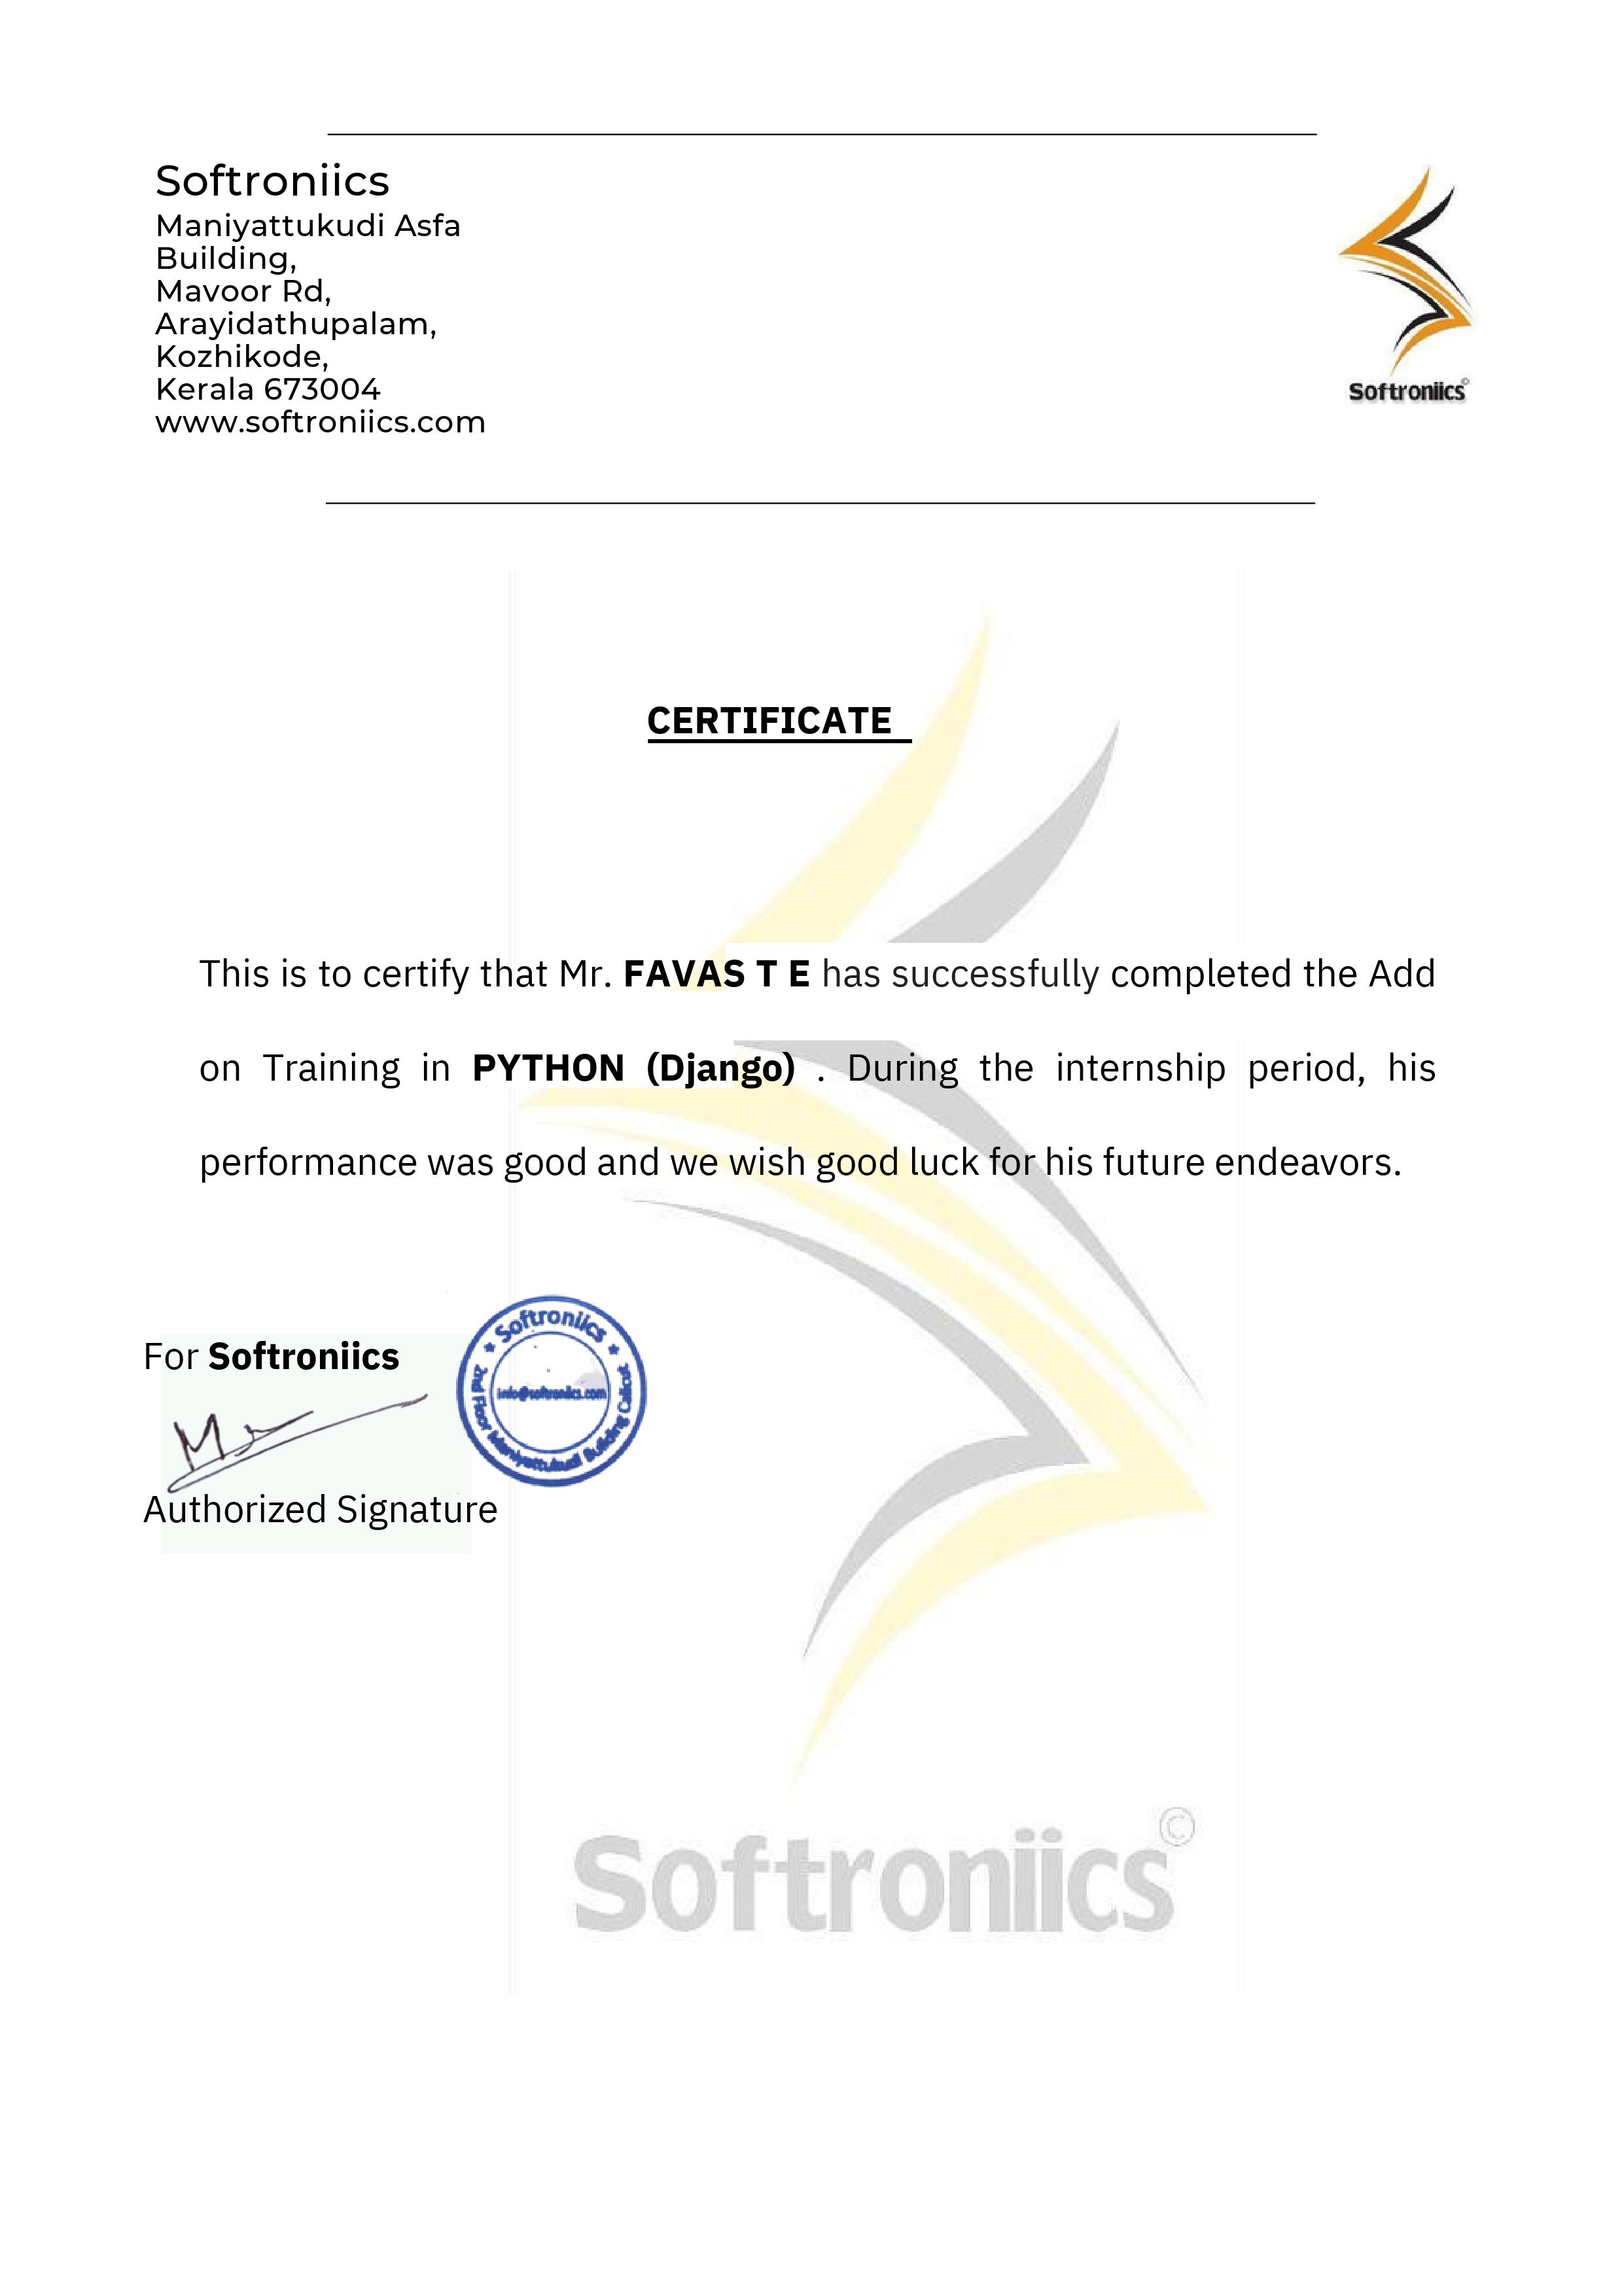 Softroniics
Maniyattukudi Asfa
Building,
Mavoor Rd,
Arayidathupalam,
Kozhikode,
Kerala 673004
www.softroniics.com
Softroniics©
CERTIFICATE
This is to certify that Mr. FAVAS T E has successfully completed the Add
on Training in PYTHON (Django) . During the internship period, his
performance was good and we wish good luck for his future endeavors.
For Softroniics
Authorized Signature
Softroniics
info@softroniics.com
2nd Floor Maniyattukudi Building Calicut
Softroniics©